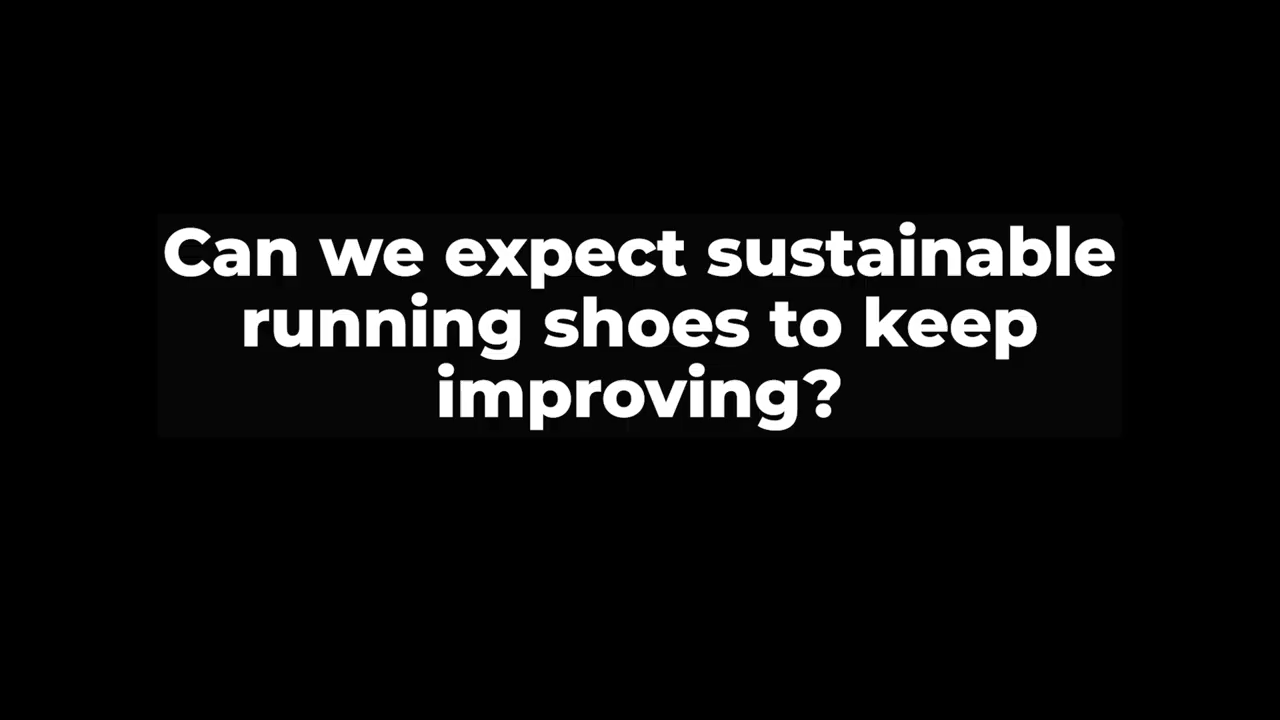 Can we expect sustainable
running shoes to keep
improving?